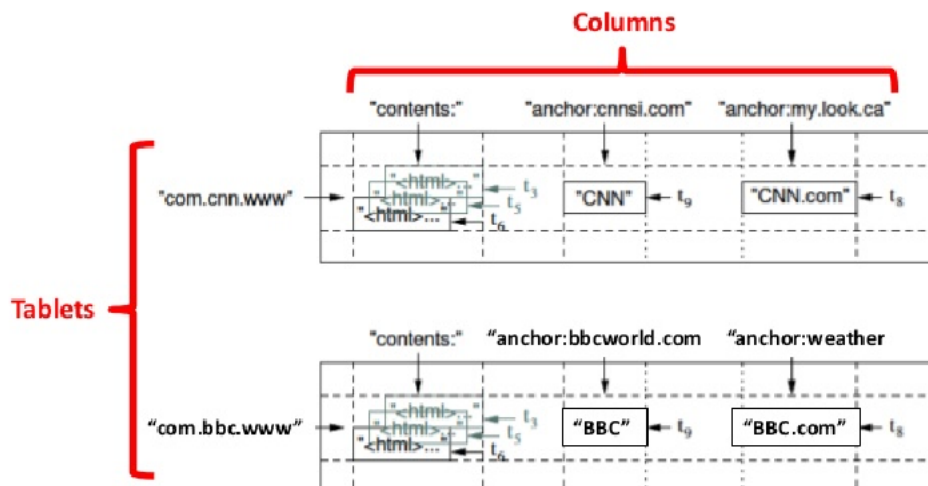 Columns
"contents:" "anchor:cnnsi.com" "anchor:my.look.ca"
"<html>..." t3
"<html>..." t5
"com.cnn.www" "<html>..." t6 "CNN" t9 "CNN.com" t8
Tablets
"contents:" “anchor:bbcworld.com “anchor:weather
"<html>..." t3
"<html>..." t5
“com.bbc.www” "<html>..." t6 “BBC” t9 “BBC.com” t8